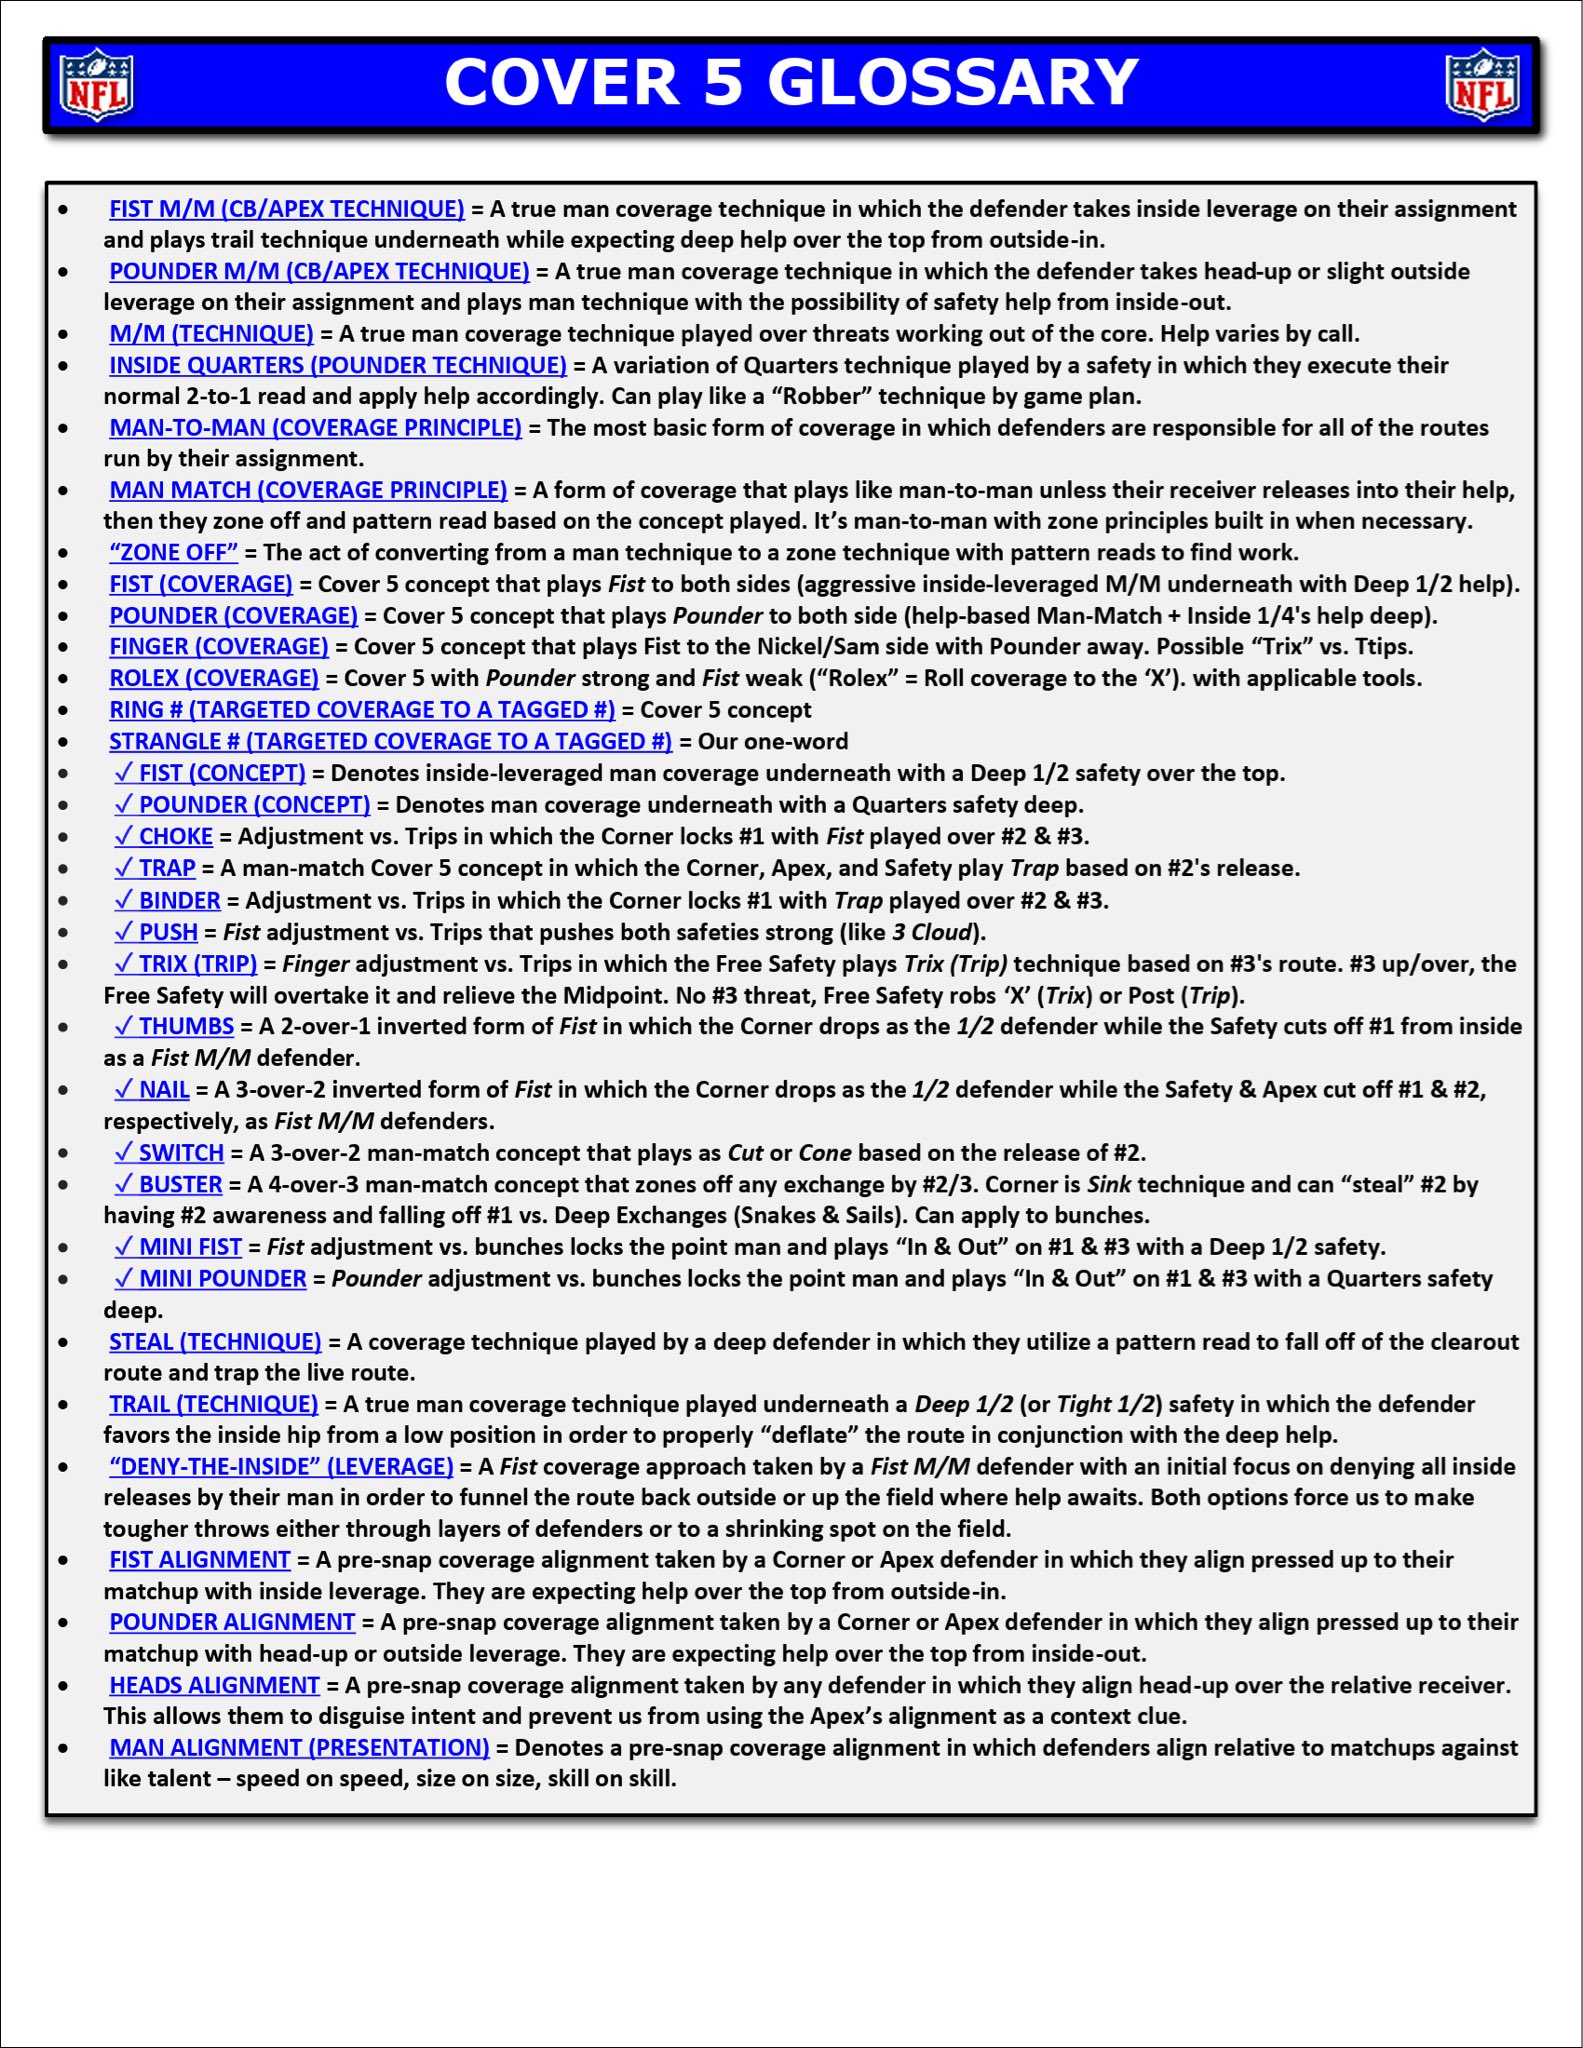 NFL
COVER 5 GLOSSARY
NFL
• FIST M/M (CB/APEX TECHNIQUE) = A true man coverage technique in which the defender takes inside leverage on their assignment
and plays trail technique underneath while expecting deep help over the top from outside-in.
• POUNDER M/M (CB/APEX TECHNIQUE) = A true man coverage technique in which the defender takes head-up or slight outside
leverage on their assignment and plays man technique with the possibility of safety help from inside-out.
• M/M (TECHNIQUE) = A true man coverage technique played over threats working out of the core. Help varies by call.
• INSIDE QUARTERS (POUNDER TECHNIQUE) = A variation of Quarters technique played by a safety in which they execute their
normal 2-to-1 read and apply help accordingly. Can play like a “Robber” technique by game plan.
• MAN-TO-MAN (COVERAGE PRINCIPLE) = The most basic form of coverage in which defenders are responsible for all of the routes
run by their assignment.
• MAN MATCH (COVERAGE PRINCIPLE) = A form of coverage that plays like man-to-man unless their receiver releases into their help,
then they zone off and pattern read based on the concept played. It’s man-to-man with zone principles built in when necessary.
• “ZONE OFF” = The act of converting from a man technique to a zone technique with pattern reads to find work.
• FIST (COVERAGE) = Cover 5 concept that plays Fist to both sides (aggressive inside-leveraged M/M underneath with Deep 1/2 help).
• POUNDER (COVERAGE) = Cover 5 concept that plays Pounder to both side (help-based Man-Match + Inside 1/4's help deep).
• FINGER (COVERAGE) = Cover 5 concept that plays Fist to the Nickel/Sam side with Pounder away. Possible “Trix” vs. Ttips.
• ROLEX (COVERAGE) = Cover 5 with Pounder strong and Fist weak (“Rolex” = Roll coverage to the ‘X’). with applicable tools.
• RING # (TARGETED COVERAGE TO A TAGGED #) = Cover 5 concept
• STRANGLE # (TARGETED COVERAGE TO A TAGGED #) = Our one-word
• ✓ FIST (CONCEPT) = Denotes inside-leveraged man coverage underneath with a Deep 1/2 safety over the top.
• ✓ POUNDER (CONCEPT) = Denotes man coverage underneath with a Quarters safety deep.
• ✓ CHOKE = Adjustment vs. Trips in which the Corner locks #1 with Fist played over #2 & #3.
• ✓ TRAP = A man-match Cover 5 concept in which the Corner, Apex, and Safety play Trap based on #2's release.
• ✓ BINDER = Adjustment vs. Trips in which the Corner locks #1 with Trap played over #2 & #3.
• ✓ PUSH = Fist adjustment vs. Trips that pushes both safeties strong (like 3 Cloud).
• ✓ TRIX (TRIP) = Finger adjustment vs. Trips in which the Free Safety plays Trix (Trip) technique based on #3's route. #3 up/over, the
Free Safety will overtake it and relieve the Midpoint. No #3 threat, Free Safety robs ‘X’ (Trix) or Post (Trip).
• ✓ THUMBS = A 2-over-1 inverted form of Fist in which the Corner drops as the 1/2 defender while the Safety cuts off #1 from inside
as a Fist M/M defender.
• ✓ NAIL = A 3-over-2 inverted form of Fist in which the Corner drops as the 1/2 defender while the Safety & Apex cut off #1 & #2,
respectively, as Fist M/M defenders.
• ✓ SWITCH = A 3-over-2 man-match concept that plays as Cut or Cone based on the release of #2.
• ✓ BUSTER = A 4-over-3 man-match concept that zones off any exchange by #2/3. Corner is Sink technique and can “steal” #2 by
having #2 awareness and falling off #1 vs. Deep Exchanges (Snakes & Sails). Can apply to bunches.
• ✓ MINI FIST = Fist adjustment vs. bunches locks the point man and plays “In & Out” on #1 & #3 with a Deep 1/2 safety.
• ✓ MINI POUNDER = Pounder adjustment vs. bunches locks the point man and plays “In & Out” on #1 & #3 with a Quarters safety
deep.
• STEAL (TECHNIQUE) = A coverage technique played by a deep defender in which they utilize a pattern read to fall off of the clearout
route and trap the live route.
• TRAIL (TECHNIQUE) = A true man coverage technique played underneath a Deep 1/2 (or Tight 1/2) safety in which the defender
favors the inside hip from a low position in order to properly “deflate” the route in conjunction with the deep help.
• “DENY-THE-INSIDE” (LEVERAGE) = A Fist coverage approach taken by a Fist M/M defender with an initial focus on denying all inside
releases by their man in order to funnel the route back outside or up the field where help awaits. Both options force us to make
tougher throws either through layers of defenders or to a shrinking spot on the field.
• FIST ALIGNMENT = A pre-snap coverage alignment taken by a Corner or Apex defender in which they align pressed up to their
matchup with inside leverage. They are expecting help over the top from outside-in.
• POUNDER ALIGNMENT = A pre-snap coverage alignment taken by a Corner or Apex defender in which they align pressed up to their
matchup with head-up or outside leverage. They are expecting help over the top from inside-out.
• HEADS ALIGNMENT = A pre-snap coverage alignment taken by any defender in which they align head-up over the relative receiver.
This allows them to disguise intent and prevent us from using the Apex’s alignment as a context clue.
• MAN ALIGNMENT (PRESENTATION) = Denotes a pre-snap coverage alignment in which defenders align relative to matchups against
like talent – speed on speed, size on size, skill on skill.